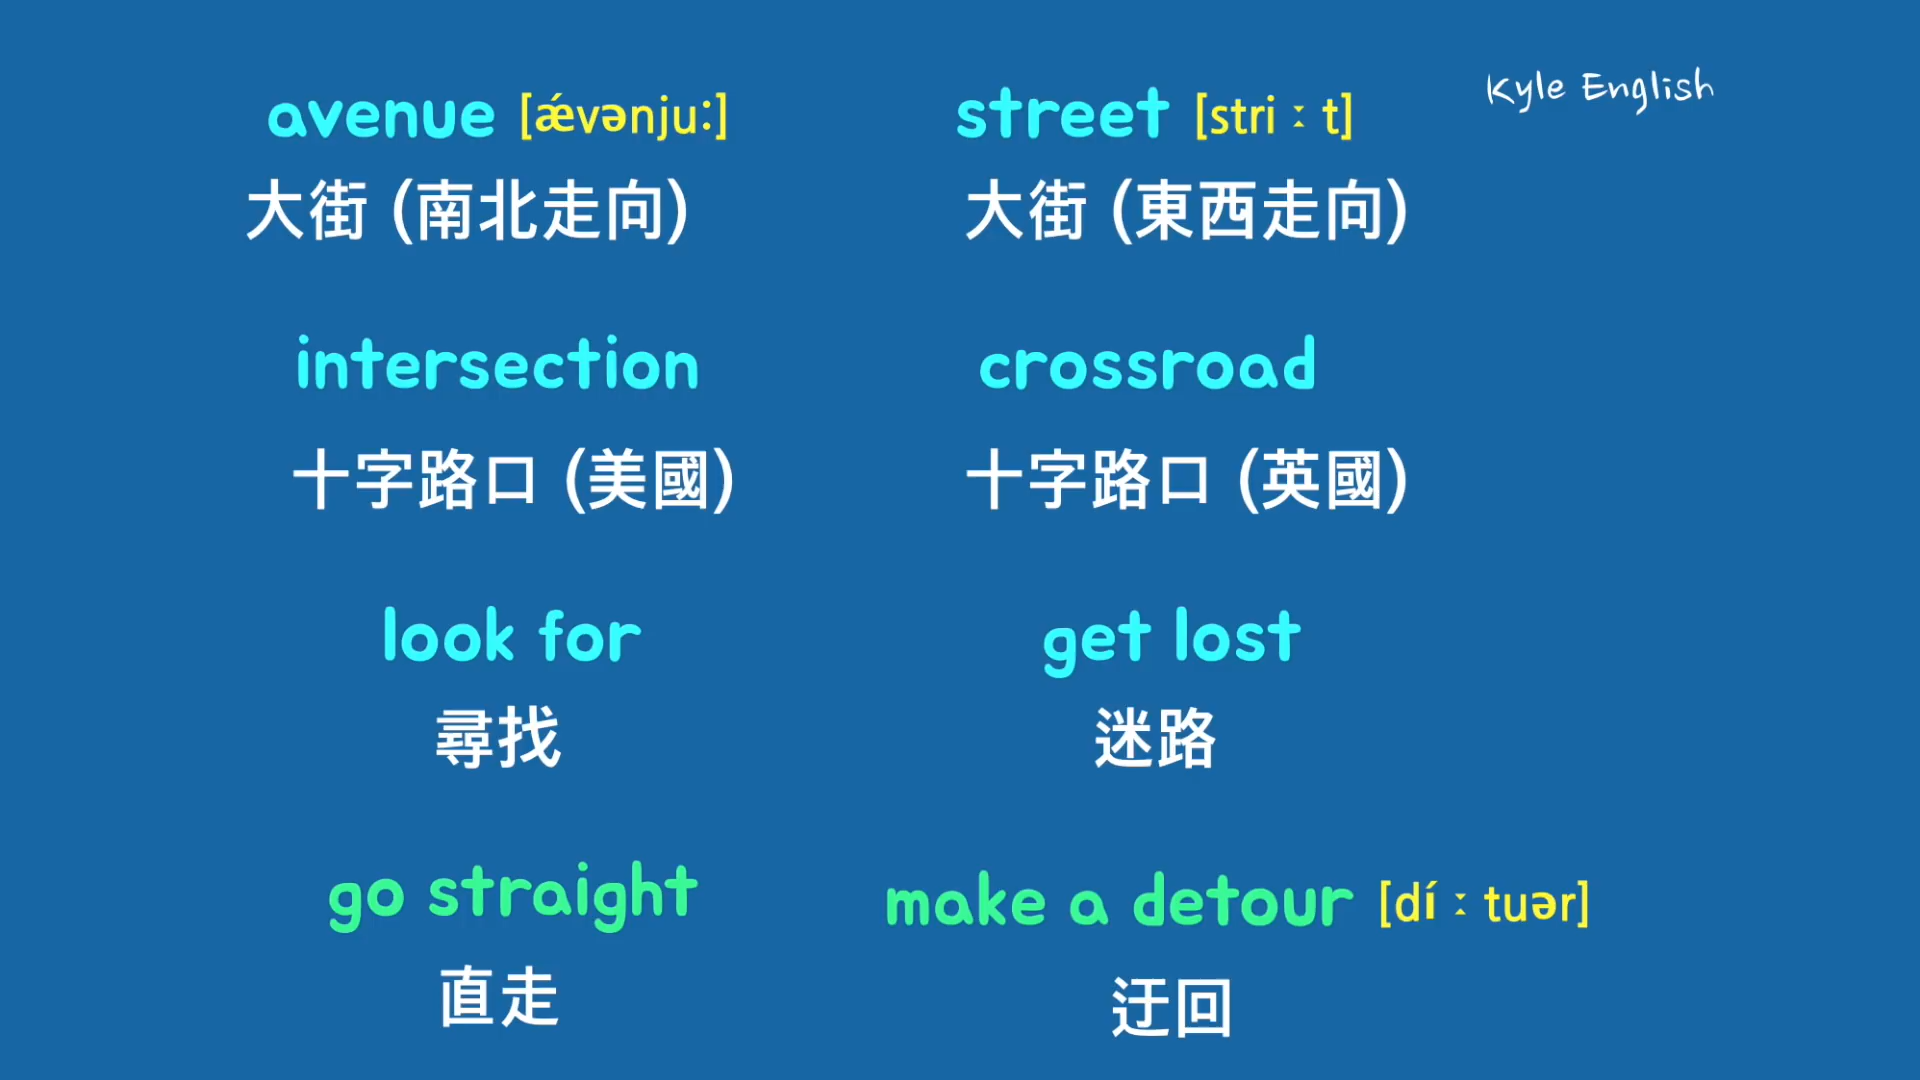 Kyle English
avenue [ǽvənju:]
street [stri : t]
大街 (南北走向)
大街 (東西走向)
intersection
crossroad
十字路口 (美國)
十字路口 (英國)
look for
get lost
尋找
迷路
go straight
make a detour [dí : tuər]
直走
迂回